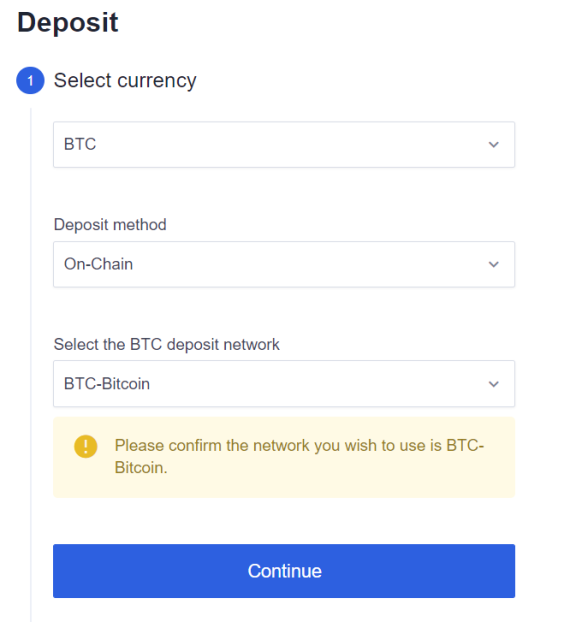 Deposit
1 Select currency
BTC
Deposit method
On-Chain
Select the BTC deposit network
BTC-Bitcoin
Please confirm the network you wish to use is BTC-
Bitcoin.
Continue